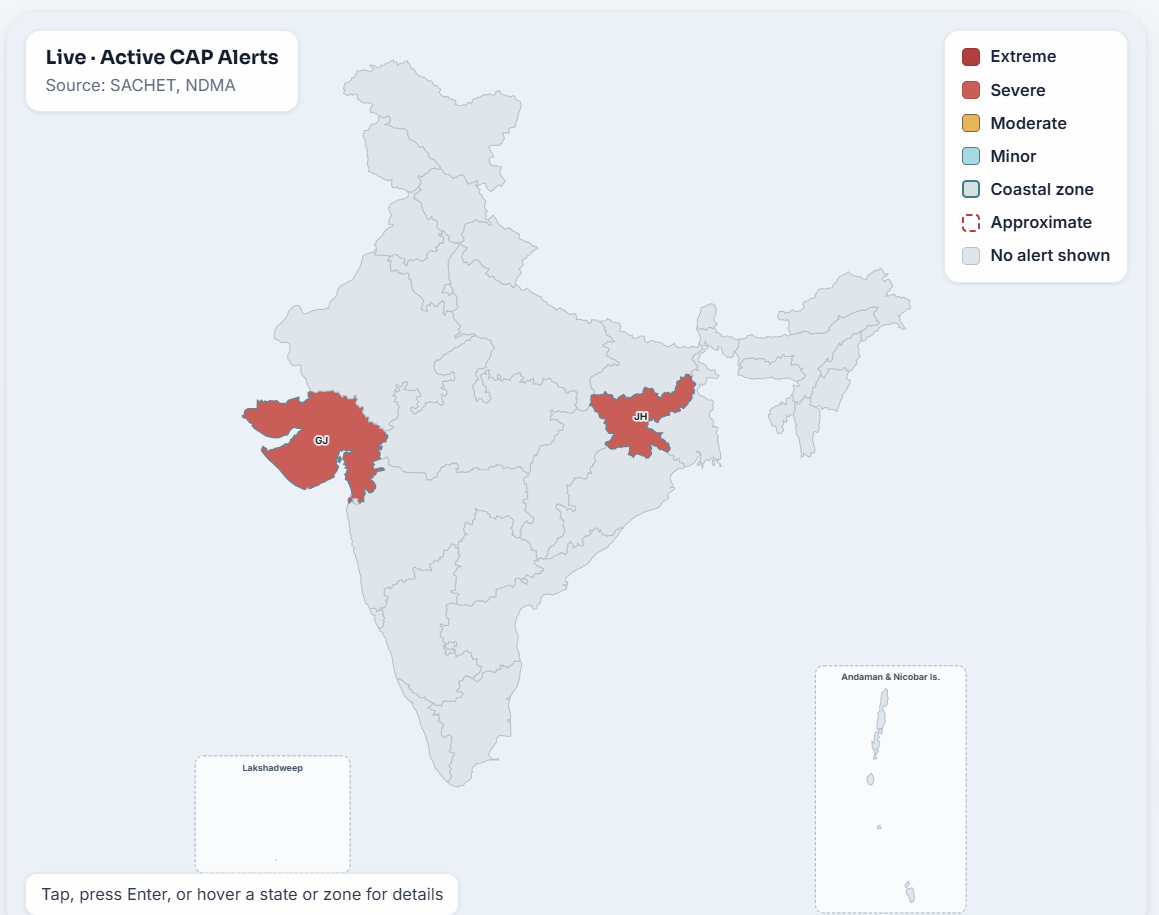 Live · Active CAP Alerts
Source: SACHET, NDMA
Extreme
Severe
Moderate
Minor
Coastal zone
Approximate
No alert shown
JH
GJ
Andaman & Nicobar Is.
Lakshadweep
Tap, press Enter, or hover a state or zone for details